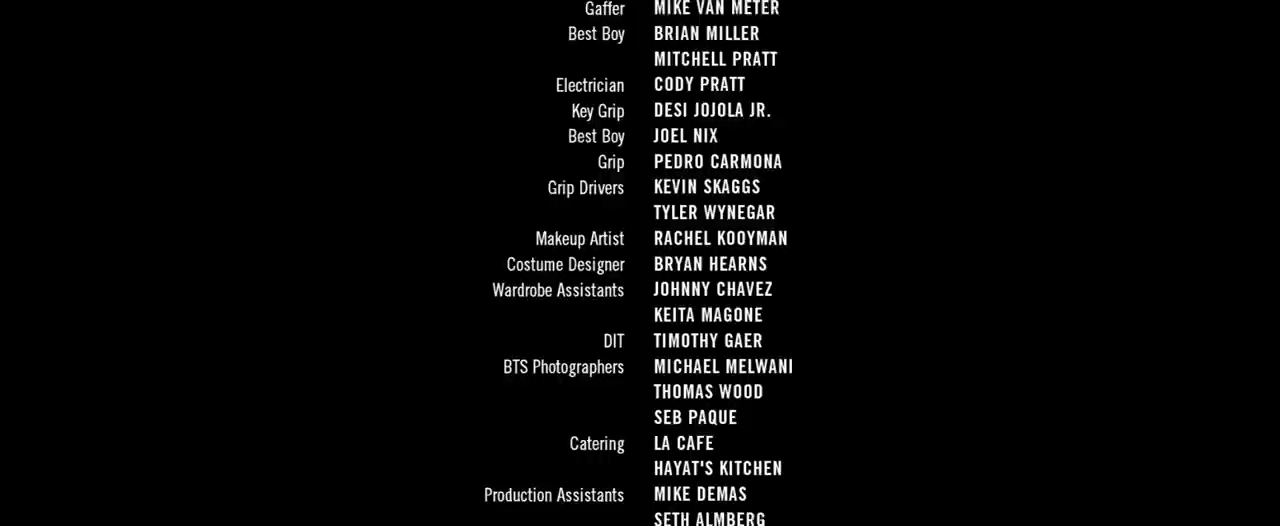 Gaffer MIKE VAN METER
Best Boy BRIAN MILLER
MITCHELL PRATT
Electrician CODY PRATT
Key Grip DESI JOJOLA JR.
Best Boy JOEL NIX
Grip PEDRO CARMONA
Grip Drivers KEVIN SKAGGS
TYLER WYNEGAR
Makeup Artist RACHEL KOOYMAN
Costume Designer BRYAN HEARNS
Wardrobe Assistants JOHNNY CHAVEZ
KEITA MAGONE
DIT TIMOTHY GAER
BTS Photographers MICHAEL MELWANI
THOMAS WOOD
SEB PAQUE
Catering LA CAFE
HAYAT'S KITCHEN
Production Assistants MIKE DEMAS
SETH ALMBERG